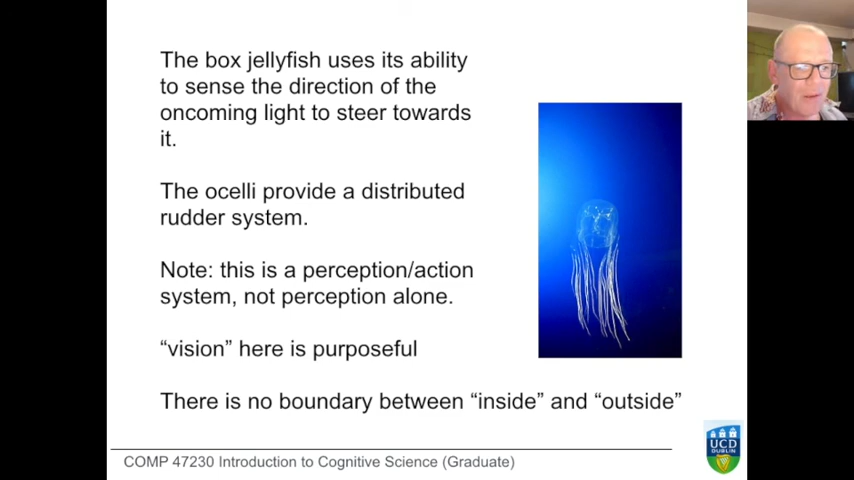 The box jellyfish uses its ability
to sense the direction of the
oncoming light to steer towards
it.
The ocelli provide a distributed
rudder system.
Note: this is a perception/action
system, not perception alone.
“vision” here is purposeful
There is no boundary between “inside” and “outside”
COMP 47230 Introduction to Cognitive Science (Graduate)
UCD
DUBLIN